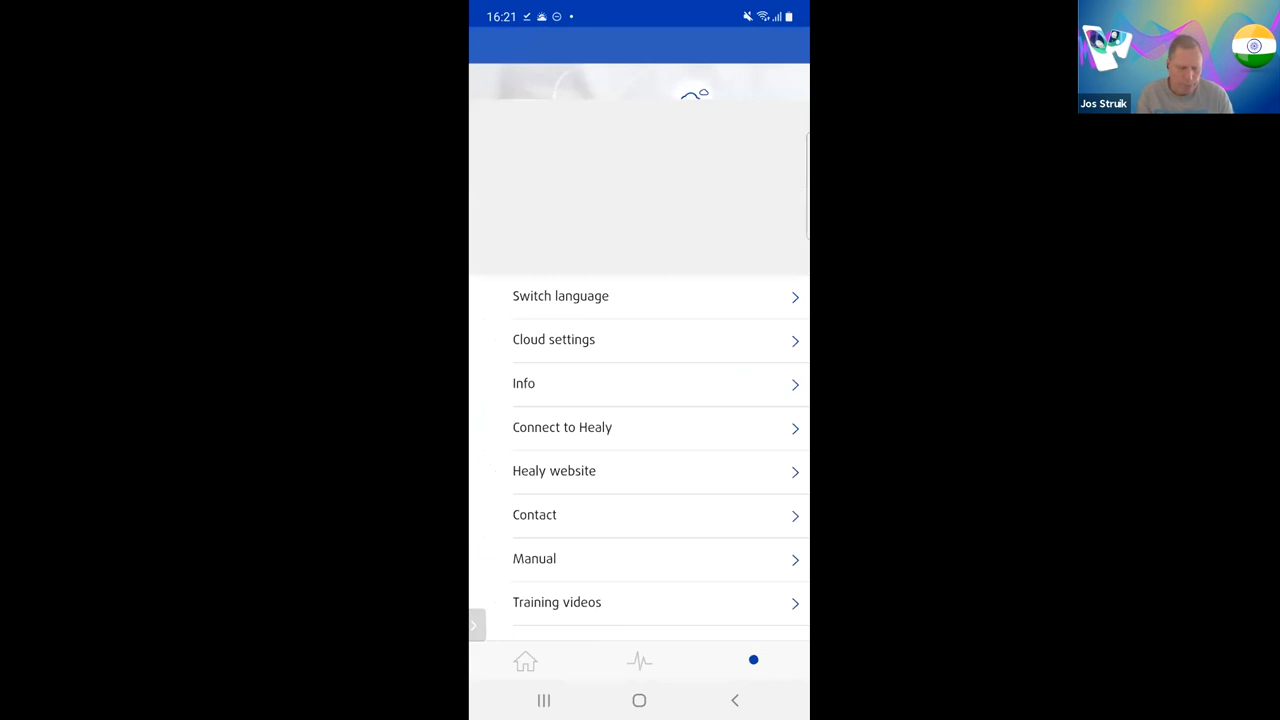 16:21
Jos Struik
Switch language
Cloud settings
Info
Connect to Healy
Healy website
Contact
Manual
Training videos